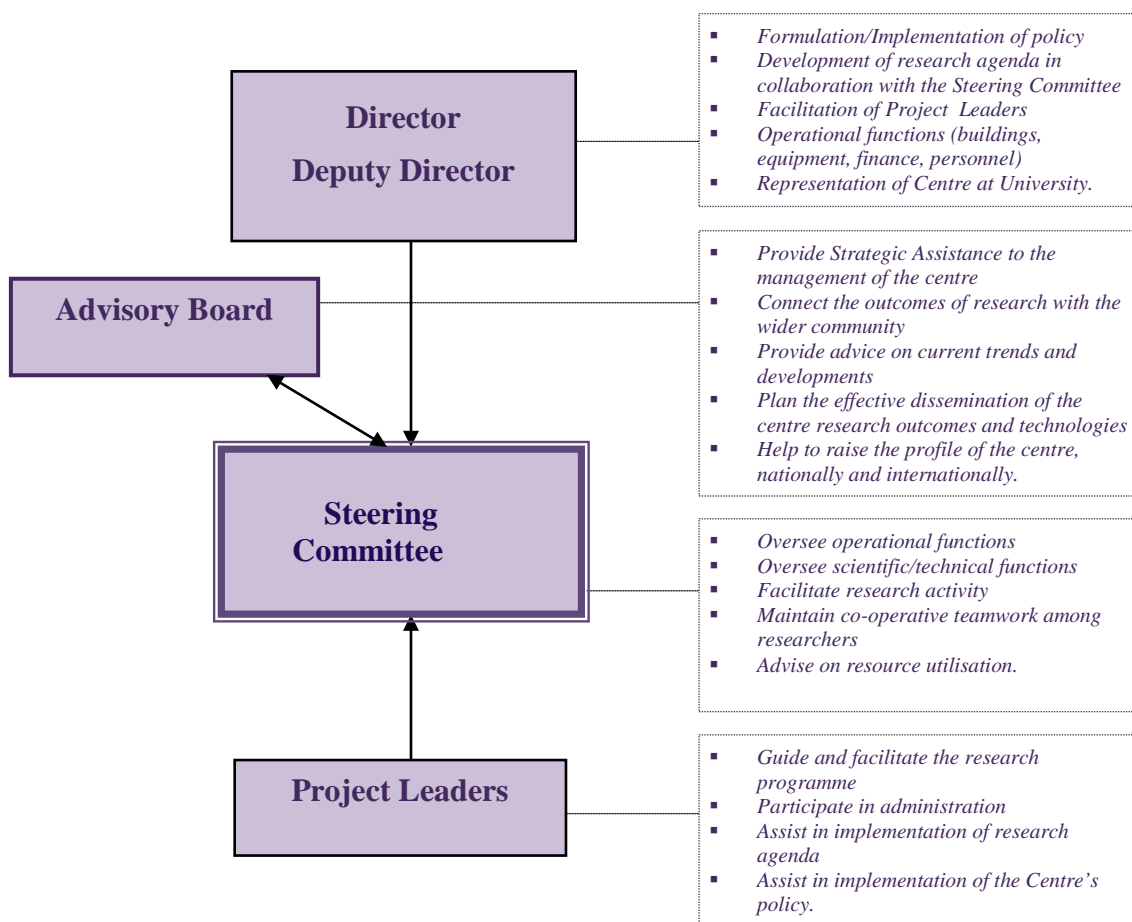 Director
Deputy Director
▪ Formulation/Implementation of policy
▪ Development of research agenda in
collaboration with the Steering Committee
▪ Facilitation of Project Leaders
▪ Operational functions (buildings,
equipment, finance, personnel)
▪ Representation of Centre at University.
Advisory Board
▪ Provide Strategic Assistance to the
management of the centre
▪ Connect the outcomes of research with the
wider community
▪ Provide advice on current trends and
developments
▪ Plan the effective dissemination of the
centre research outcomes and technologies
▪ Help to raise the profile of the centre,
nationally and internationally.
Steering
Committee
▪ Oversee operational functions
▪ Oversee scientific/technical functions
▪ Facilitate research activity
▪ Maintain co-operative teamwork among
researchers
▪ Advise on resource utilisation.
Project Leaders
▪ Guide and facilitate the research
programme
▪ Participate in administration
▪ Assist in implementation of research
agenda
▪ Assist in implementation of the Centre’s
policy.